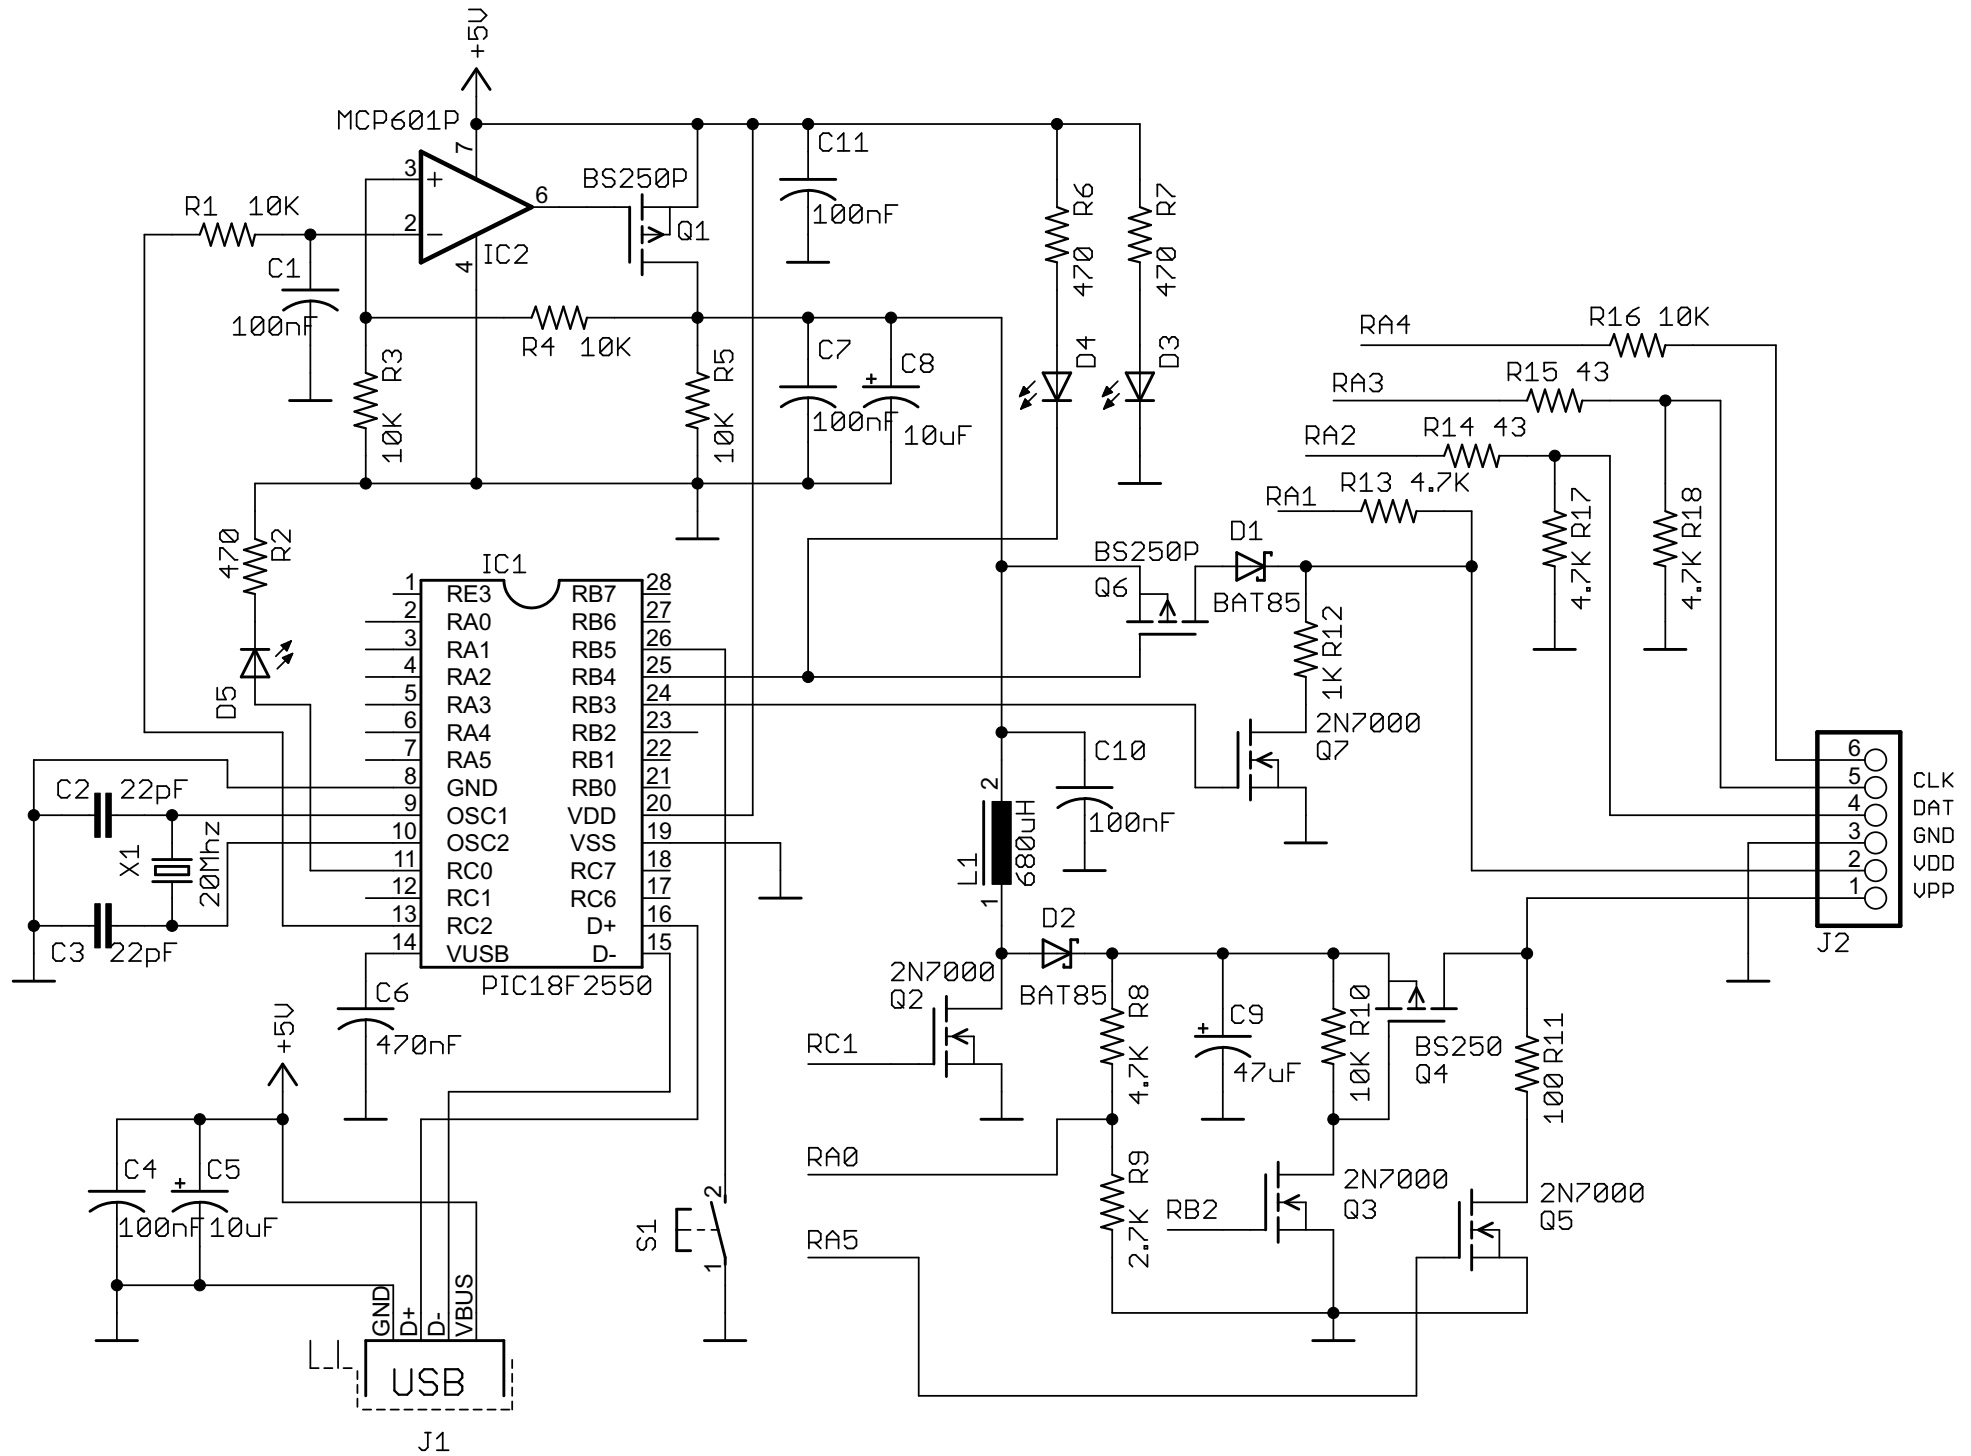 +5V
MCP601P
7
3
+
2
-
6
4
IC2
R1 10K
C1
100nF
BS250P
Q1
C11
100nF
R6
470
R7
470
R4 10K
R3
10K
R5
10K
C7
100nF
C8
+
10uF
D4
D3
RA4
R16 10K
RA3
R15 43
RA2
R14 43
RA1
R13 4.7K
R17
4.7K
R18
4.7K
470
R2
D5
IC1
1 RE3 RB7 28
2 RA0 RB6 27
3 RA1 RB5 26
4 RA2 RB4 25
5 RA3 RB3 24
6 RA4 RB2 23
7 RA5 RB1 22
8 GND RB0 21
9 OSC1 VDD 20
10 OSC2 VSS 19
11 RC0 RC7 18
12 RC1 RC6 17
13 RC2 D+ 16
14 VUSB D- 15
PIC18F2550
BS250P
Q6
D1
BAT85
R12
1K
2N7000
Q7
C2 22pF
X1
20Mhz
C3 22pF
2
L1
680uH
1
C10
100nF
6
5 CLK
4 DAT
3 GND
2 VDD
1 VPP
J2
C6
470nF
+5V
D2
BAT85
2N7000
Q2
RC1
R8
4.7K
C9
+
47uF
R10
10K
BS250
Q4
R11
100
RA0
R9
2.7K
RB2
2N7000
Q3
2N7000
Q5
RA5
C4
100nF
C5
+
10uF
S1
2
1
GND
D+
D-
VBUS
USB
J1